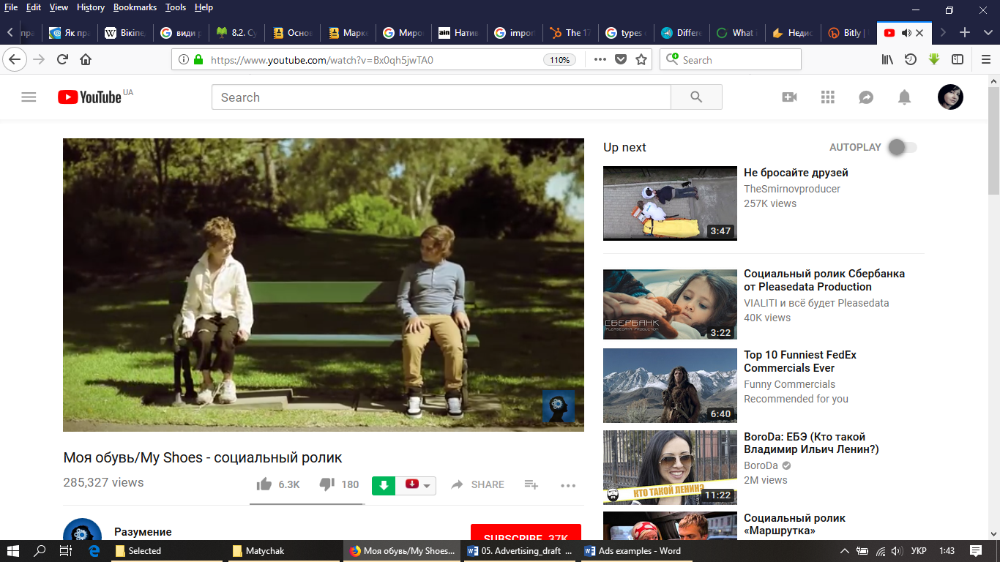 File Edit View History Bookmarks Tools Help
пра
Як пра
Вікіпе
види р
8.2. Су
Основ
Марке
Миро
Натив
import
The 17
types
Differe
What i
Недис
Bitly |
https://www.youtube.com/watch?v=Bx0qh5jwTA0
110%
Search
YouTube UA
Search
Up next
AUTOPLAY
Не бросайте друзей
TheSmirnovproducer
257K views
3:47
Социальный ролик Сбербанка
от Pleasedata Production
VIALITI и всё будет Pleasedata
40K views
СБЕРБАНК
PLEASEDATA PRODUCTION
3:22
Top 10 Funniest FedEx
Commercials Ever
Funny Commercials
Recommended for you
6:40
BoroDa: ЕБЭ (Кто такой
Владимир Ильич Ленин?)
BoroDa
2M views
КТО ТАКОЙ ЛЕНИН?
11:22
Социальный ролик
«Маршрутка»
Моя обувь/My Shoes - социальный ролик
285,327 views
6.3K
180
SHARE
Разумение
SUBSCRIBE 37K
Selected
Matychak
Моя обувь/My Shoes...
05. Advertising_draft ...
Ads examples - Word
УКР
1:43